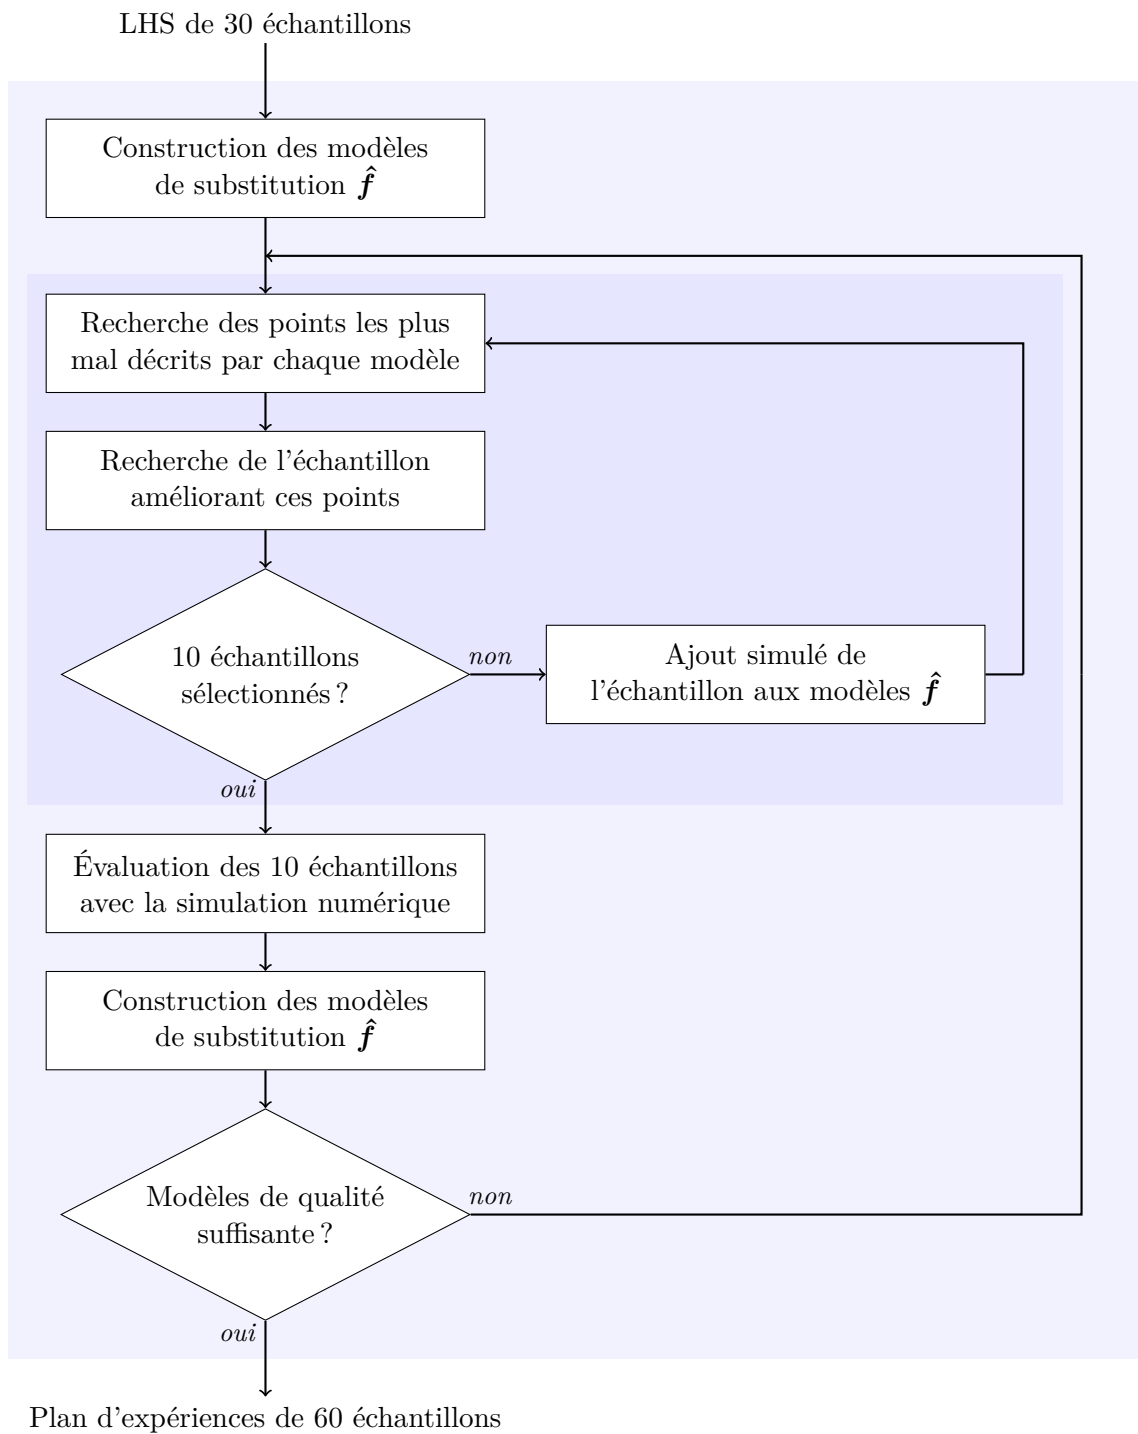 LHS de 30 échantillons
Construction des modèles
de substitution f̂
Recherche des points les plus
mal décrits par chaque modèle
Recherche de l'échantillon
améliorant ces points
10 échantillons
sélectionnés ?
non
Ajout simulé de
l'échantillon aux modèles f̂
oui
Évaluation des 10 échantillons
avec la simulation numérique
Construction des modèles
de substitution f̂
Modèles de qualité
suffisante ?
non
oui
Plan d'expériences de 60 échantillons